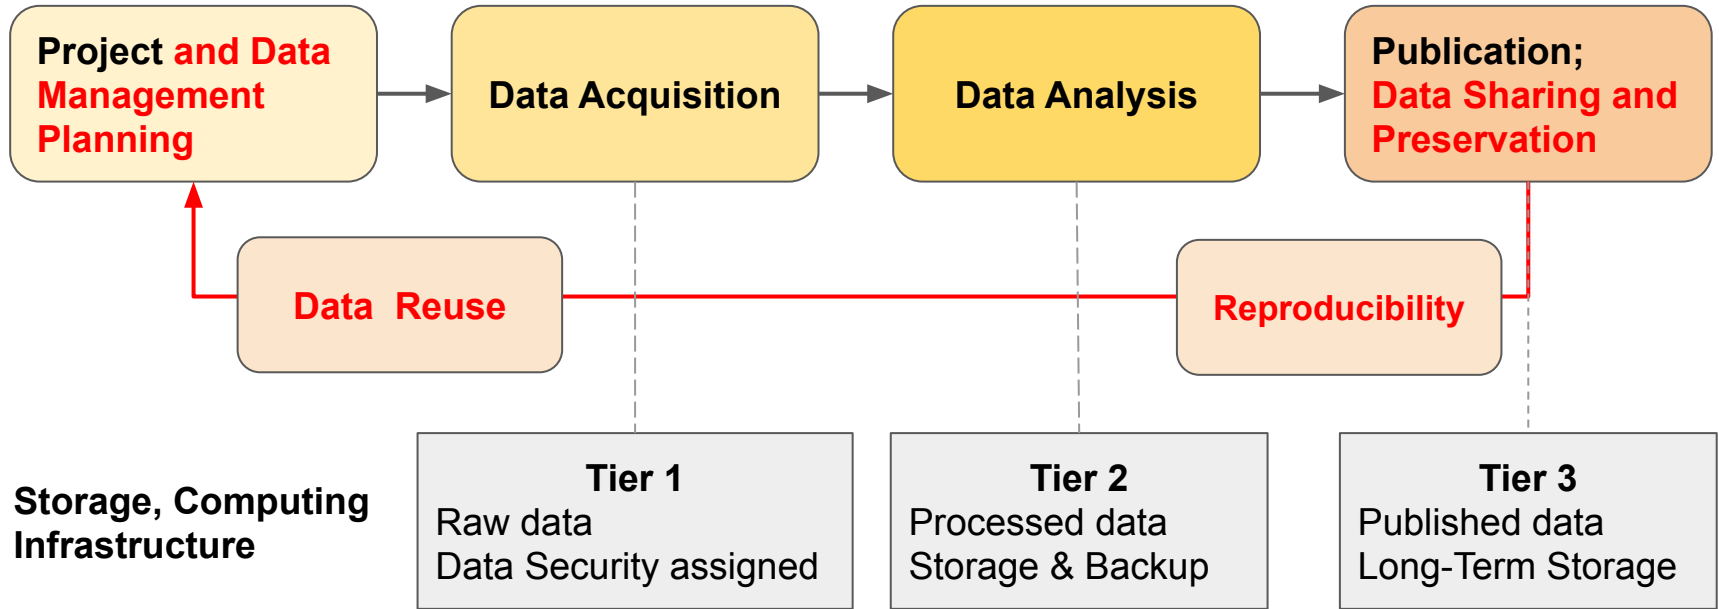 Project and Data
Management
Planning
Data Acquisition
Data Analysis
Publication;
Data Sharing and
Preservation
Data  Reuse
Reproducibility
Storage, Computing
Infrastructure
Tier 1
Raw data
Data Security assigned
Tier 2
Processed data
Storage & Backup
Tier 3
Published data
Long-Term Storage